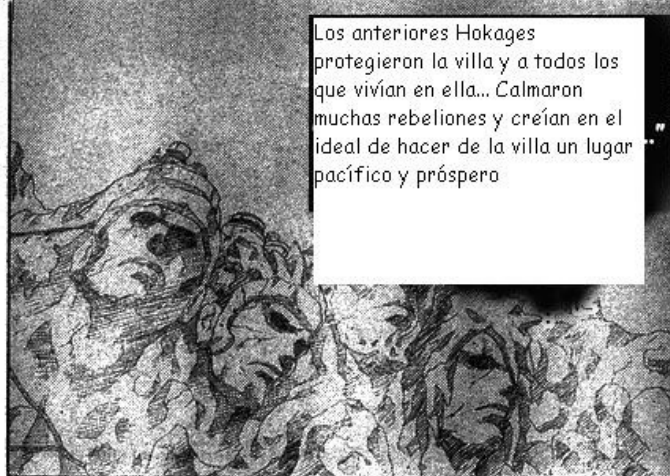 Los anteriores Hokages
protegieron la villa y a todos los
que vivían en ella... Calmaron
muchas rebeliones y creían en el
ideal de hacer de la villa un lugar
pacífico y próspero
..."